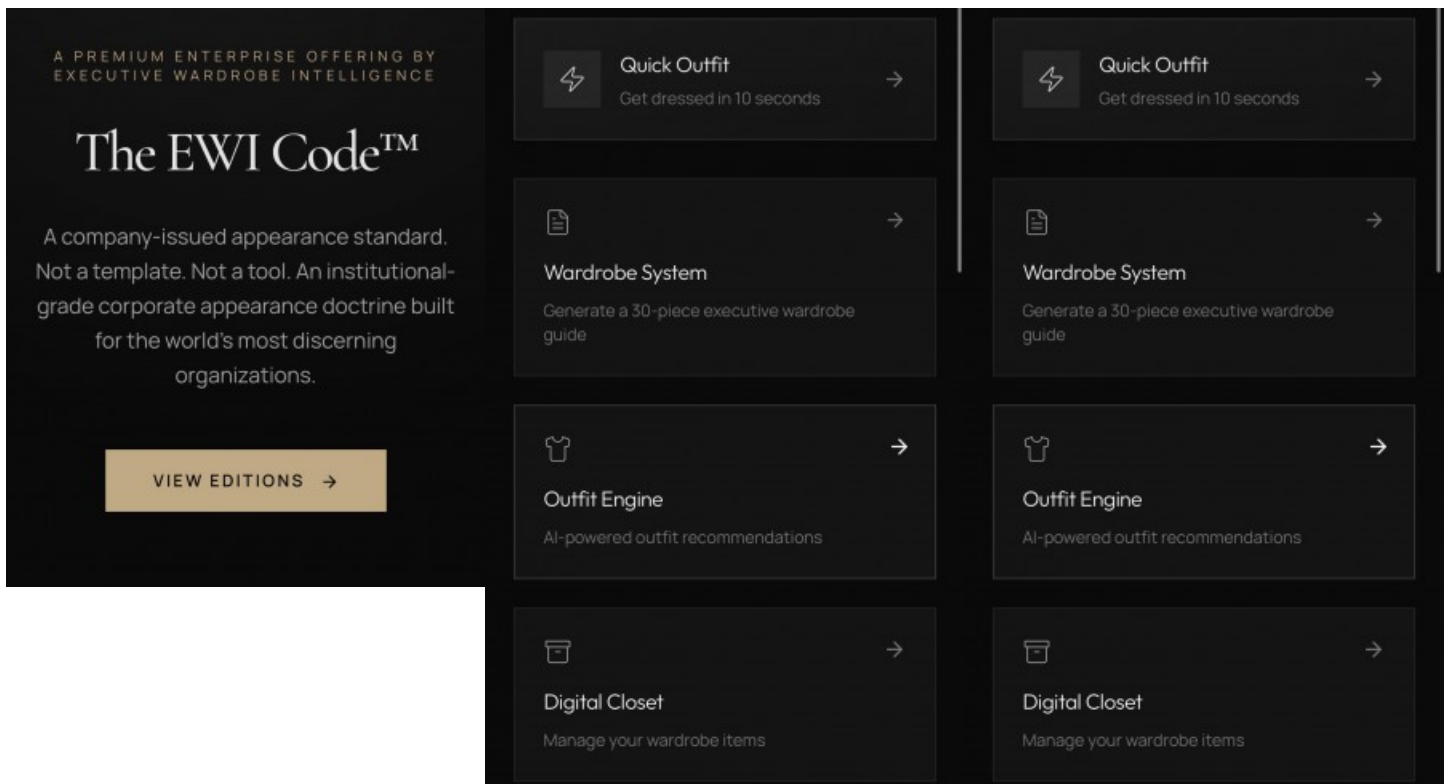 A PREMIUM ENTERPRISE OFFERING BY
EXECUTIVE WARDROBE INTELLIGENCE
The EWI Code™
A company-issued appearance standard.
Not a template. Not a tool. An institutional-
grade corporate appearance doctrine built
for the world's most discerning
organizations.
VIEW EDITIONS →
Quick Outfit
Get dressed in 10 seconds
Wardrobe System
Generate a 30-piece executive wardrobe
guide
Outfit Engine
AI-powered outfit recommendations
Digital Closet
Manage your wardrobe items
Quick Outfit
Get dressed in 10 seconds
Wardrobe System
Generate a 30-piece executive wardrobe
guide
Outfit Engine
AI-powered outfit recommendations
Digital Closet
Manage your wardrobe items